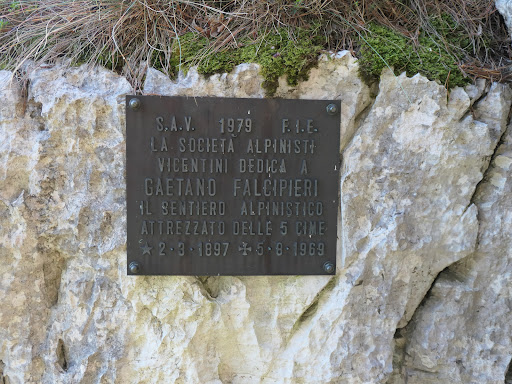 S.A.V. 1979 F.I.E.
LA SOCIETÀ ALPINISTI
VICENTINI DEDICA A
GAETANO FALCIPIERI
IL SENTIERO ALPINISTICO
ATTREZZATO DELLE 5 CIME
★ 2-3-1897 ✠ 5-8-1969